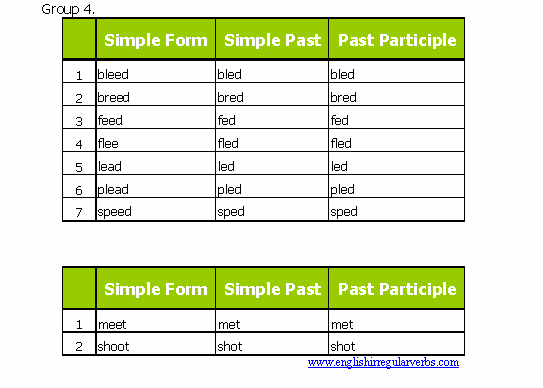 Group 4.
Simple Form Simple Past Past Participle
1 bleed bled bled
2 breed bred bred
3 feed fed fed
4 flee fled fled
5 lead led led
6 plead pled pled
7 speed sped sped
Simple Form Simple Past Past Participle
1 meet met met
2 shoot shot shot
www.englishirregularverbs.com